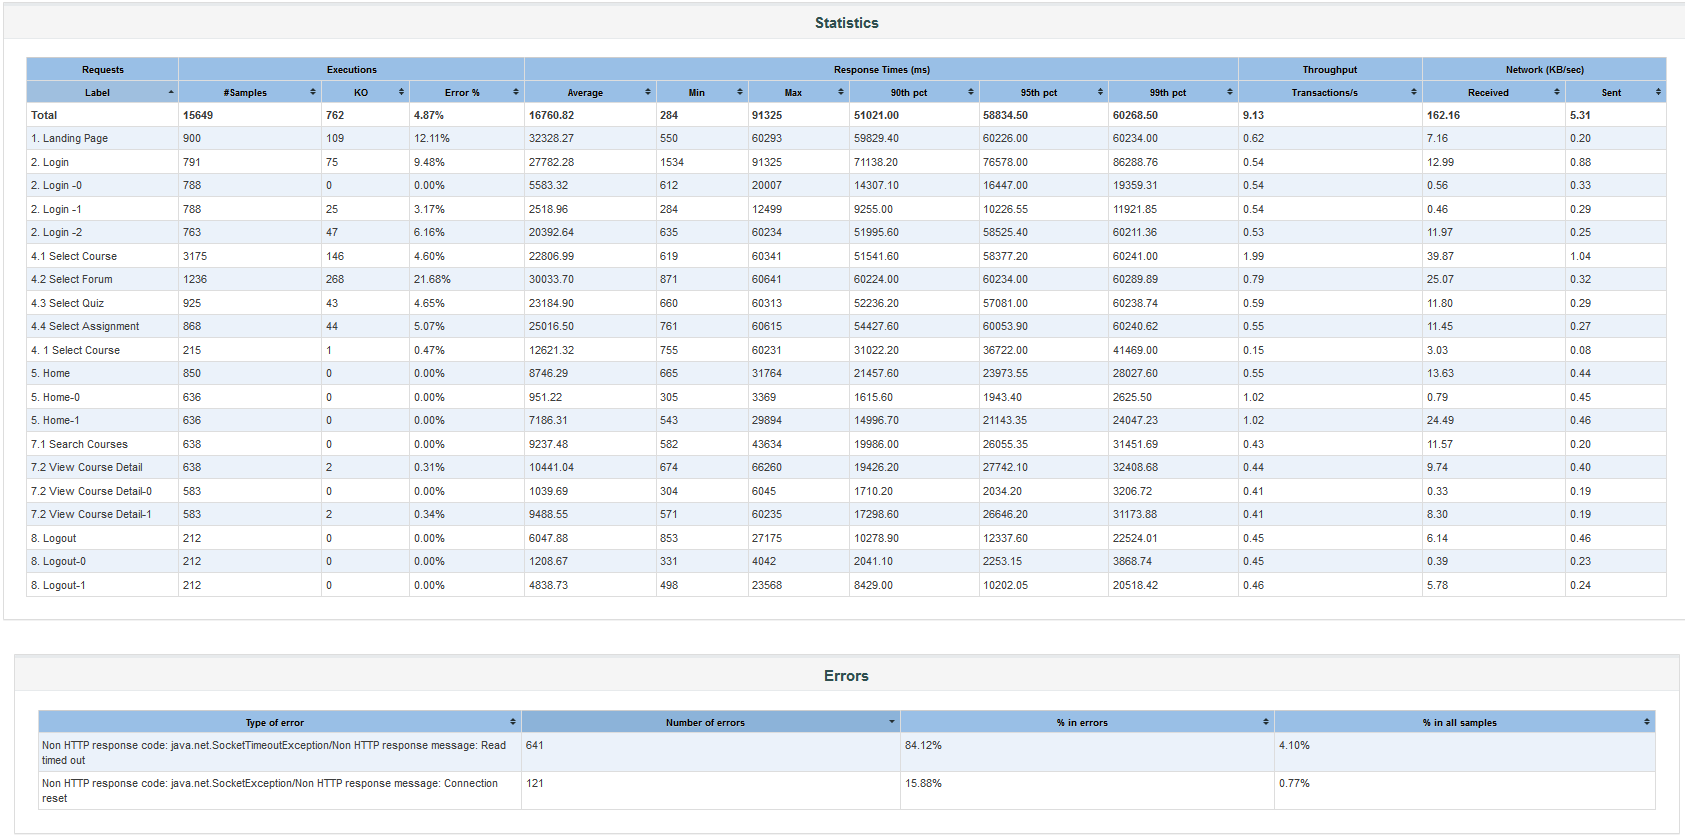 Statistics
Requests Executions Response Times (ms) Throughput Network (KB/sec)
Label #Samples KO Error % Average Min Max 90th pct 95th pct 99th pct Transactions/s Received Sent
Total 15649 762 4.87% 16760.82 284 91325 51021.00 58834.50 60268.50 9.13 162.16 5.31
1. Landing Page 900 109 12.11% 32328.27 550 60293 59829.40 60226.00 60234.00 0.62 7.16 0.20
2. Login 791 75 9.48% 27782.28 1534 91325 71138.20 76578.00 86288.76 0.54 12.99 0.88
2. Login -0 788 0 0.00% 5583.32 612 20007 14307.10 16447.00 19359.31 0.54 0.56 0.33
2. Login -1 788 25 3.17% 2518.96 284 12499 9255.00 10226.55 11921.85 0.54 0.46 0.29
2. Login -2 763 47 6.16% 20392.64 635 60234 51995.60 58525.40 60211.36 0.53 11.97 0.25
4.1 Select Course 3175 146 4.60% 22806.99 619 60341 51541.60 58377.20 60241.00 1.99 39.87 1.04
4.2 Select Forum 1236 268 21.68% 30033.70 871 60641 60224.00 60234.00 60289.89 0.79 25.07 0.32
4.3 Select Quiz 925 43 4.65% 23184.90 660 60313 52236.20 57081.00 60238.74 0.59 11.80 0.29
4.4 Select Assignment 868 44 5.07% 25016.50 761 60615 54427.60 60053.90 60240.62 0.55 11.45 0.27
4. 1 Select Course 215 1 0.47% 12621.32 755 60231 31022.20 36722.00 41469.00 0.15 3.03 0.08
5. Home 850 0 0.00% 8746.29 665 31764 21457.60 23973.55 28027.60 0.55 13.63 0.44
5. Home-0 636 0 0.00% 951.22 305 3369 1615.60 1943.40 2625.50 1.02 0.79 0.45
5. Home-1 636 0 0.00% 7186.31 543 29894 14996.70 21143.35 24047.23 1.02 24.49 0.46
7.1 Search Courses 638 0 0.00% 9237.48 582 43634 19986.00 26055.35 31451.69 0.43 11.57 0.20
7.2 View Course Detail 638 2 0.31% 10441.04 674 66260 19426.20 27742.10 32408.68 0.44 9.74 0.40
7.2 View Course Detail-0 583 0 0.00% 1039.69 304 6045 1710.20 2034.20 3206.72 0.41 0.33 0.19
7.2 View Course Detail-1 583 2 0.34% 9488.55 571 60235 17298.60 26646.20 31173.88 0.41 8.30 0.19
8. Logout 212 0 0.00% 6047.88 853 27175 10278.90 12337.60 22524.01 0.45 6.14 0.46
8. Logout-0 212 0 0.00% 1208.67 331 4042 2041.10 2253.15 3868.74 0.45 0.39 0.23
8. Logout-1 212 0 0.00% 4838.73 498 23568 8429.00 10202.05 20518.42 0.46 5.78 0.24
Errors
Type of error Number of errors % in errors % in all samples
Non HTTP response code: java.net.SocketTimeoutException/Non HTTP response message: Read 641 84.12% 4.10%
timed out
Non HTTP response code: java.net.SocketException/Non HTTP response message: Connection 121 15.88% 0.77%
reset